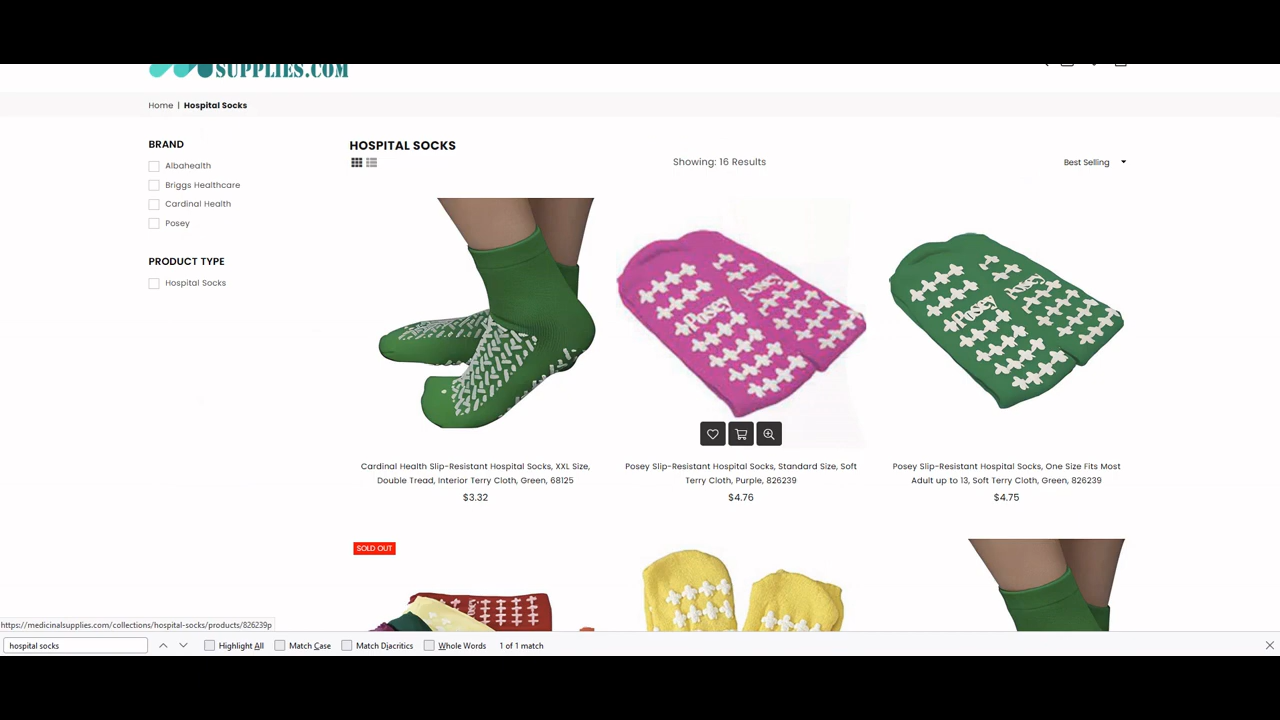 SUPPLIES.COM
Home | Hospital Socks
BRAND
Albahealth
Briggs Healthcare
Cardinal Health
Posey
PRODUCT TYPE
Hospital Socks
HOSPITAL SOCKS
Showing: 16 Results
Best Selling
Posey
Posey
Posey
Posey
Cardinal Health Slip-Resistant Hospital Socks, XXL Size,
Double Tread, Interior Terry Cloth, Green, 68125
$3.32
Posey Slip-Resistant Hospital Socks, Standard Size, Soft
Terry Cloth, Purple, 826239
$4.76
Posey Slip-Resistant Hospital Socks, One Size Fits Most
Adult up to 13, Soft Terry Cloth, Green, 826239
$4.75
SOLD OUT
Posey
https://medicinalsupplies.com/collections/hospital-socks/products/826239p
hospital socks
Highlight All
Match Case
Match Diacritics
Whole Words
1 of 1 match